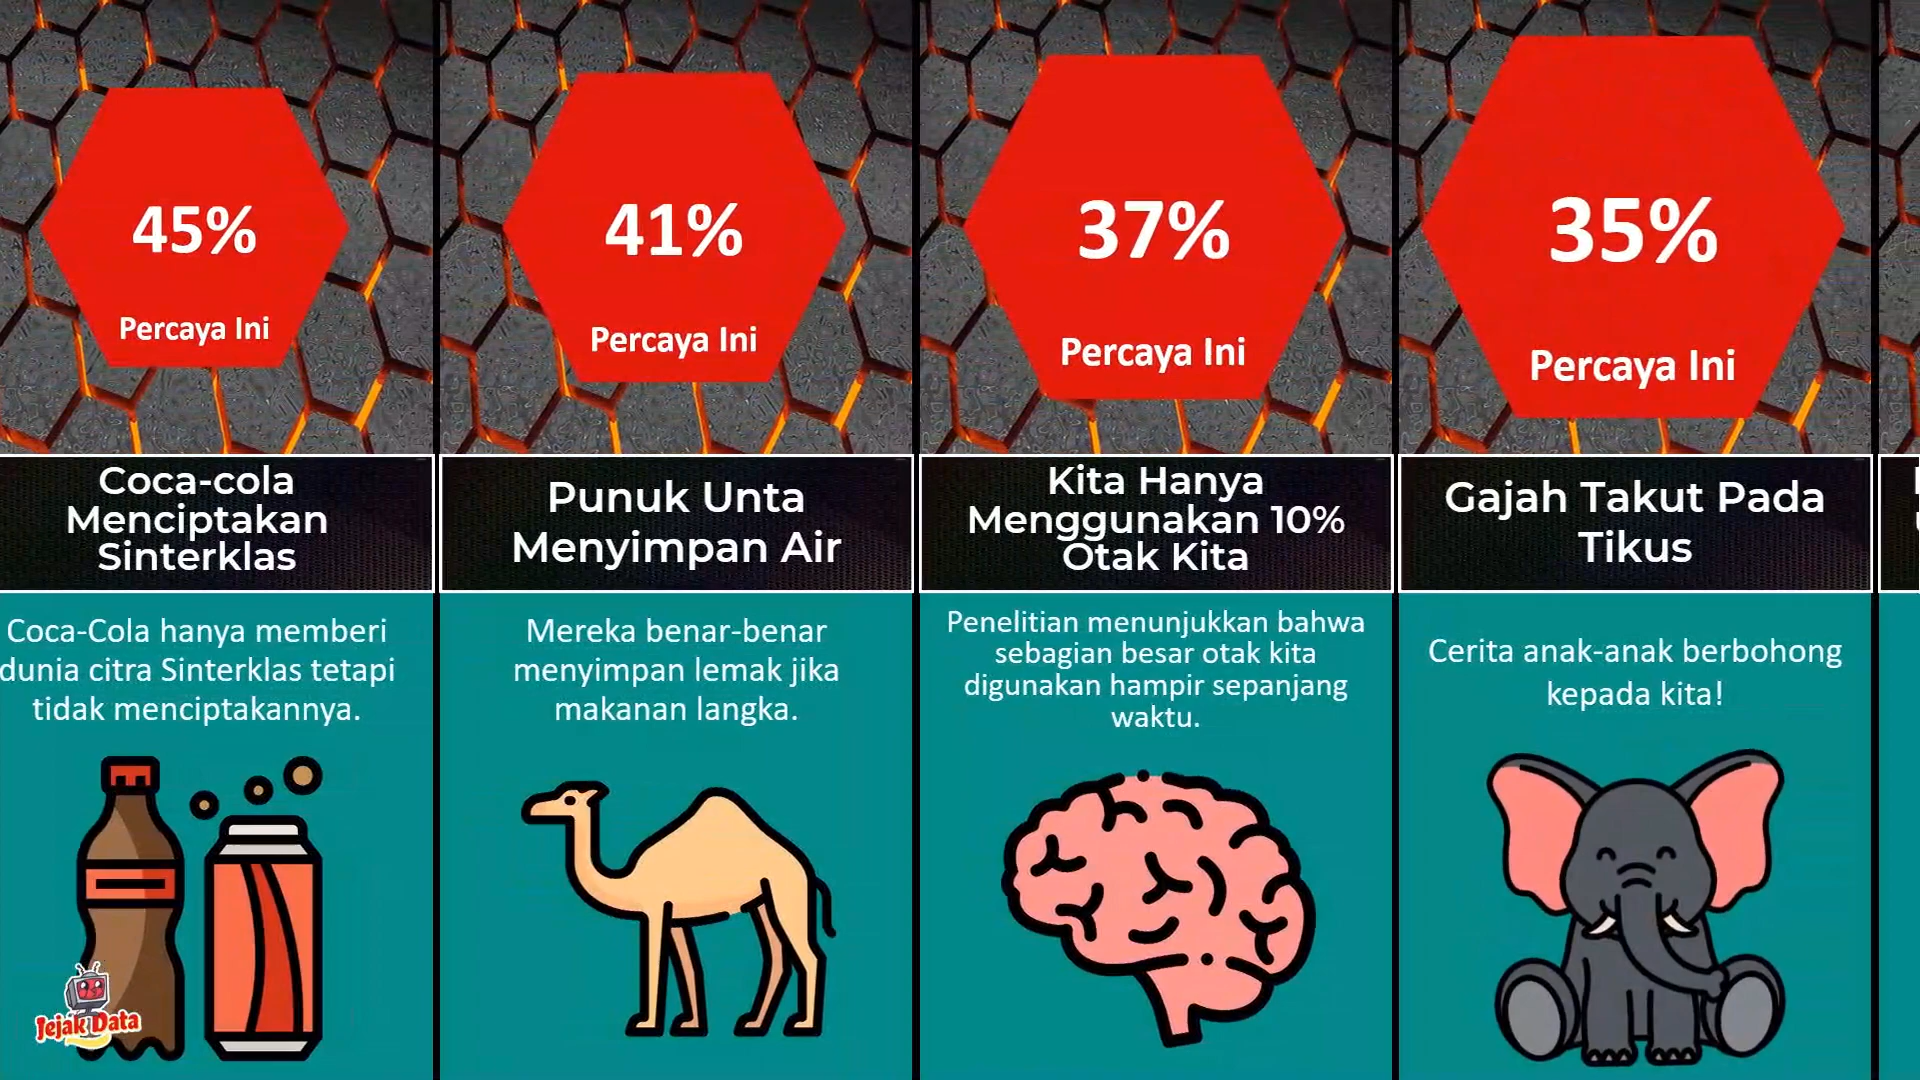 45%
Percaya Ini
Coca-cola
Menciptakan
Sinterklas
Coca-Cola hanya memberi
dunia citra Sinterklas tetapi
tidak menciptakannya.
Jejak Data
41%
Percaya Ini
Punuk Unta
Menyimpan Air
Mereka benar-benar
menyimpan lemak jika
makanan langka.
37%
Percaya Ini
Kita Hanya
Menggunakan 10%
Otak Kita
Penelitian menunjukkan bahwa
sebagian besar otak kita
digunakan hampir sepanjang
waktu.
35%
Percaya Ini
Gajah Takut Pada
Tikus
Cerita anak-anak berbohong
kepada kita!